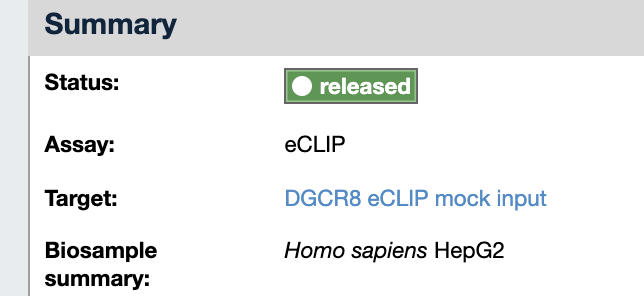 Summary
Status: released
Assay: eCLIP
Target: DGCR8 eCLIP mock input
Biosample Homo sapiens HepG2
summary: